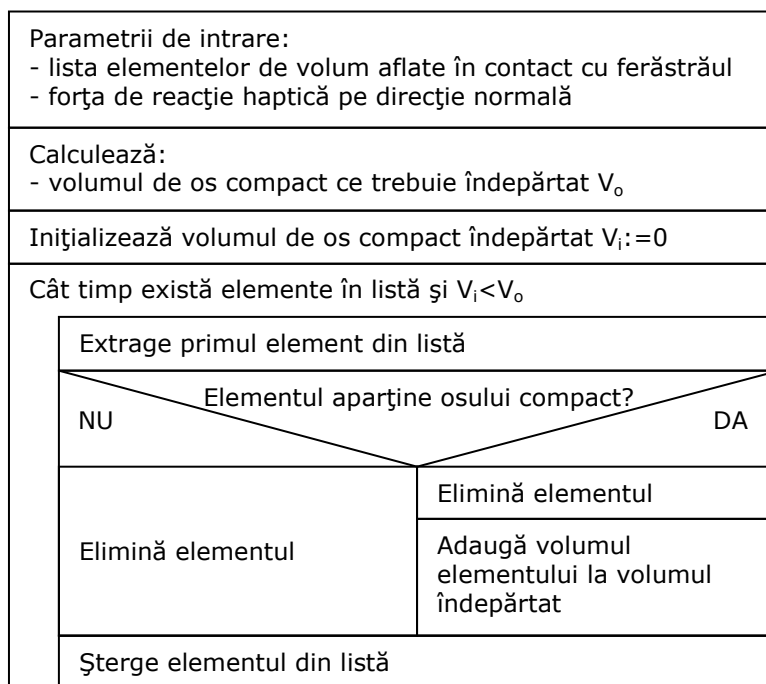 Parametrii de intrare:
- lista elementelor de volum aflate în contact cu ferăstrăul
- forţa de reacţie haptică pe direcţie normală
Calculează:
- volumul de os compact ce trebuie îndepărtat Vₒ
Iniţializează volumul de os compact îndepărtat Vᵢ:=0
Cât timp există elemente în listă şi Vᵢ<Vₒ
Extrage primul element din listă
Elementul aparţine osului compact?
NU
DA
Elimină elementul
Elimină elementul
Adaugă volumul
elementului la volumul
îndepărtat
Şterge elementul din listă